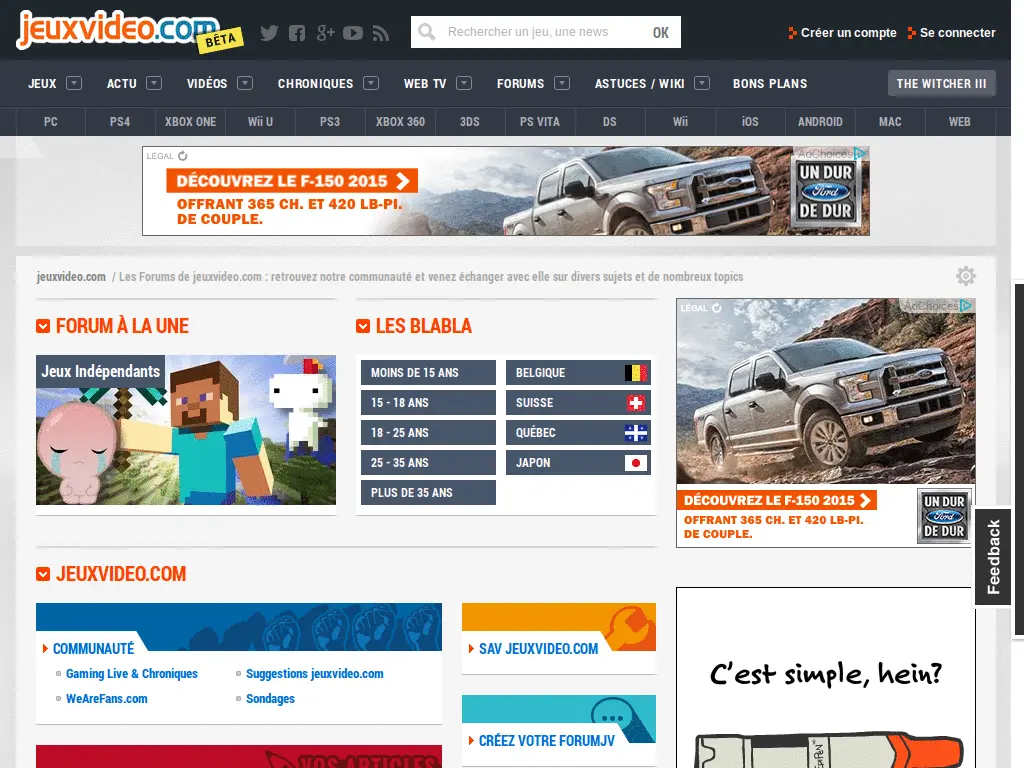 jeuxvideo.com
BÊTA
Rechercher un jeu, une news
OK
Créer un compte
Se connecter
JEUX
ACTU
VIDÉOS
CHRONIQUES
WEB TV
FORUMS
ASTUCES / WIKI
BONS PLANS
THE WITCHER III
PC
PS4
XBOX ONE
Wii U
PS3
XBOX 360
3DS
PS VITA
DS
Wii
iOS
ANDROID
MAC
WEB
LÉGAL
AdChoices
DÉCOUVREZ LE F-150 2015
OFFRANT 365 CH. ET 420 LB-PI.
DE COUPLE.
UN DUR
Ford
DE DUR
jeuxvideo.com / Les Forums de jeuxvideo.com : retrouvez notre communauté et venez échanger avec elle sur divers sujets et de nombreux topics
FORUM À LA UNE
Jeux Indépendants
LES BLABLA
MOINS DE 15 ANS
BELGIQUE
15 - 18 ANS
SUISSE
18 - 25 ANS
QUÉBEC
25 - 35 ANS
JAPON
PLUS DE 35 ANS
LÉGAL
AdChoices
DÉCOUVREZ LE F-150 2015
OFFRANT 365 CH. ET 420 LB-PI.
DE COUPLE.
UN DUR
Ford
DE DUR
Feedback
JEUXVIDEO.COM
COMMUNAUTÉ
Gaming Live & Chroniques
Suggestions jeuxvideo.com
WeAreFans.com
Sondages
SAV JEUXVIDEO.COM
CRÉEZ VOTRE FORUMJV
NOS ARTICLES
C'est simple, hein?